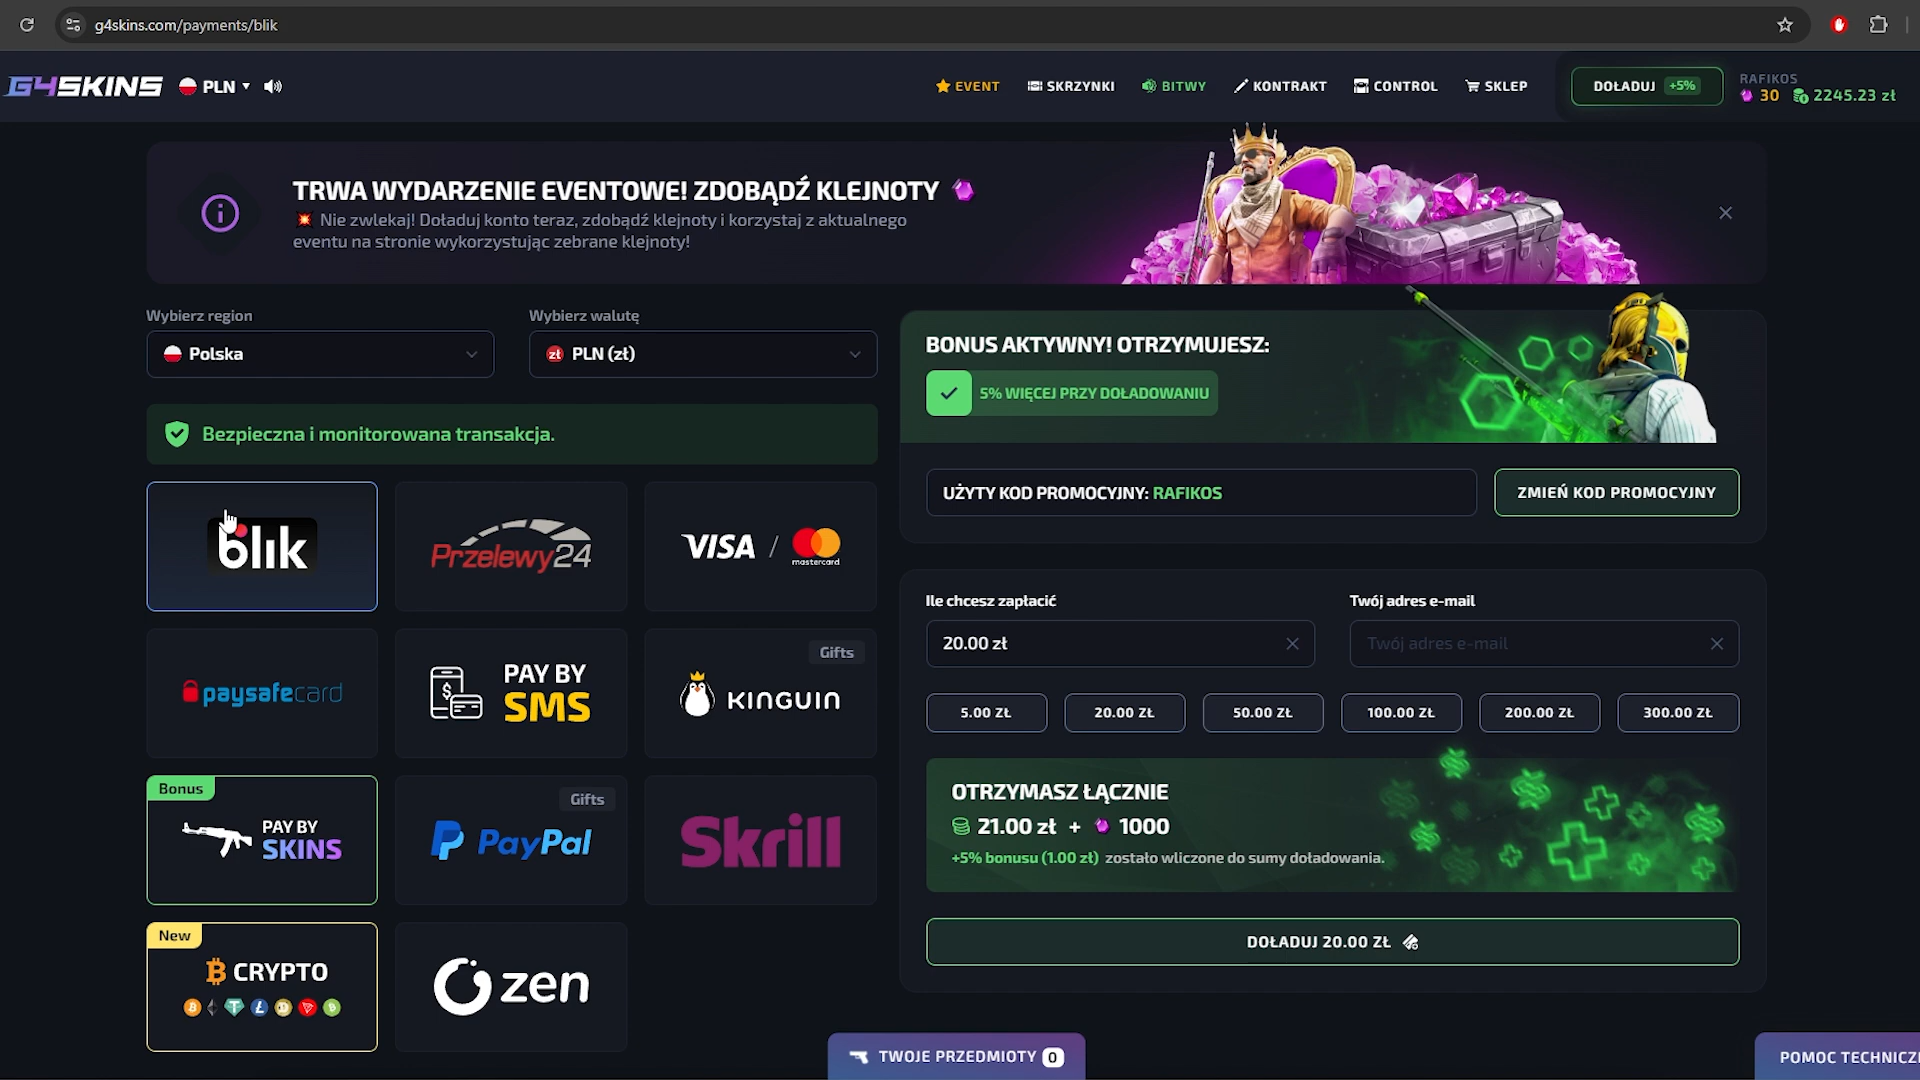 g4skins.com/payments/blik
G4SKINS
PLN
EVENT
SKRZYNKI
BITWY
KONTRAKT
CONTROL
SKLEP
DOŁADUJ +5%
RAFIKOS
30 2245.23 zł
TRWA WYDARZENIE EVENTOWE! ZDOBĄDŹ KLEJNOTY
Nie zwlekaj! Doładuj konto teraz, zdobądź klejnoty i korzystaj z aktualnego
eventu na stronie wykorzystując zebrane klejnoty!
Wybierz region
Polska
Wybierz walutę
zł PLN (zł)
Bezpieczna i monitorowana transakcja.
blik
Przelewy24
VISA / mastercard
paysafecard
PAY BY
SMS
Gifts
KINGUIN
Bonus
PAY BY
SKINS
Gifts
PayPal
Skrill
New
CRYPTO
zen
BONUS AKTYWNY! OTRZYMUJESZ:
5% WIĘCEJ PRZY DOŁADOWANIU
UŻYTY KOD PROMOCYJNY: RAFIKOS
ZMIEŃ KOD PROMOCYJNY
Ile chcesz zapłacić
20.00 zł
Twój adres e-mail
Twój adres e-mail
5.00 ZŁ
20.00 ZŁ
50.00 ZŁ
100.00 ZŁ
200.00 ZŁ
300.00 ZŁ
OTRZYMASZ ŁĄCZNIE
21.00 zł + 1000
+5% bonusu (1.00 zł) zostało wliczone do sumy doładowania.
DOŁADUJ 20.00 ZŁ
TWOJE PRZEDMIOTY 0
POMOC TECHNICZ